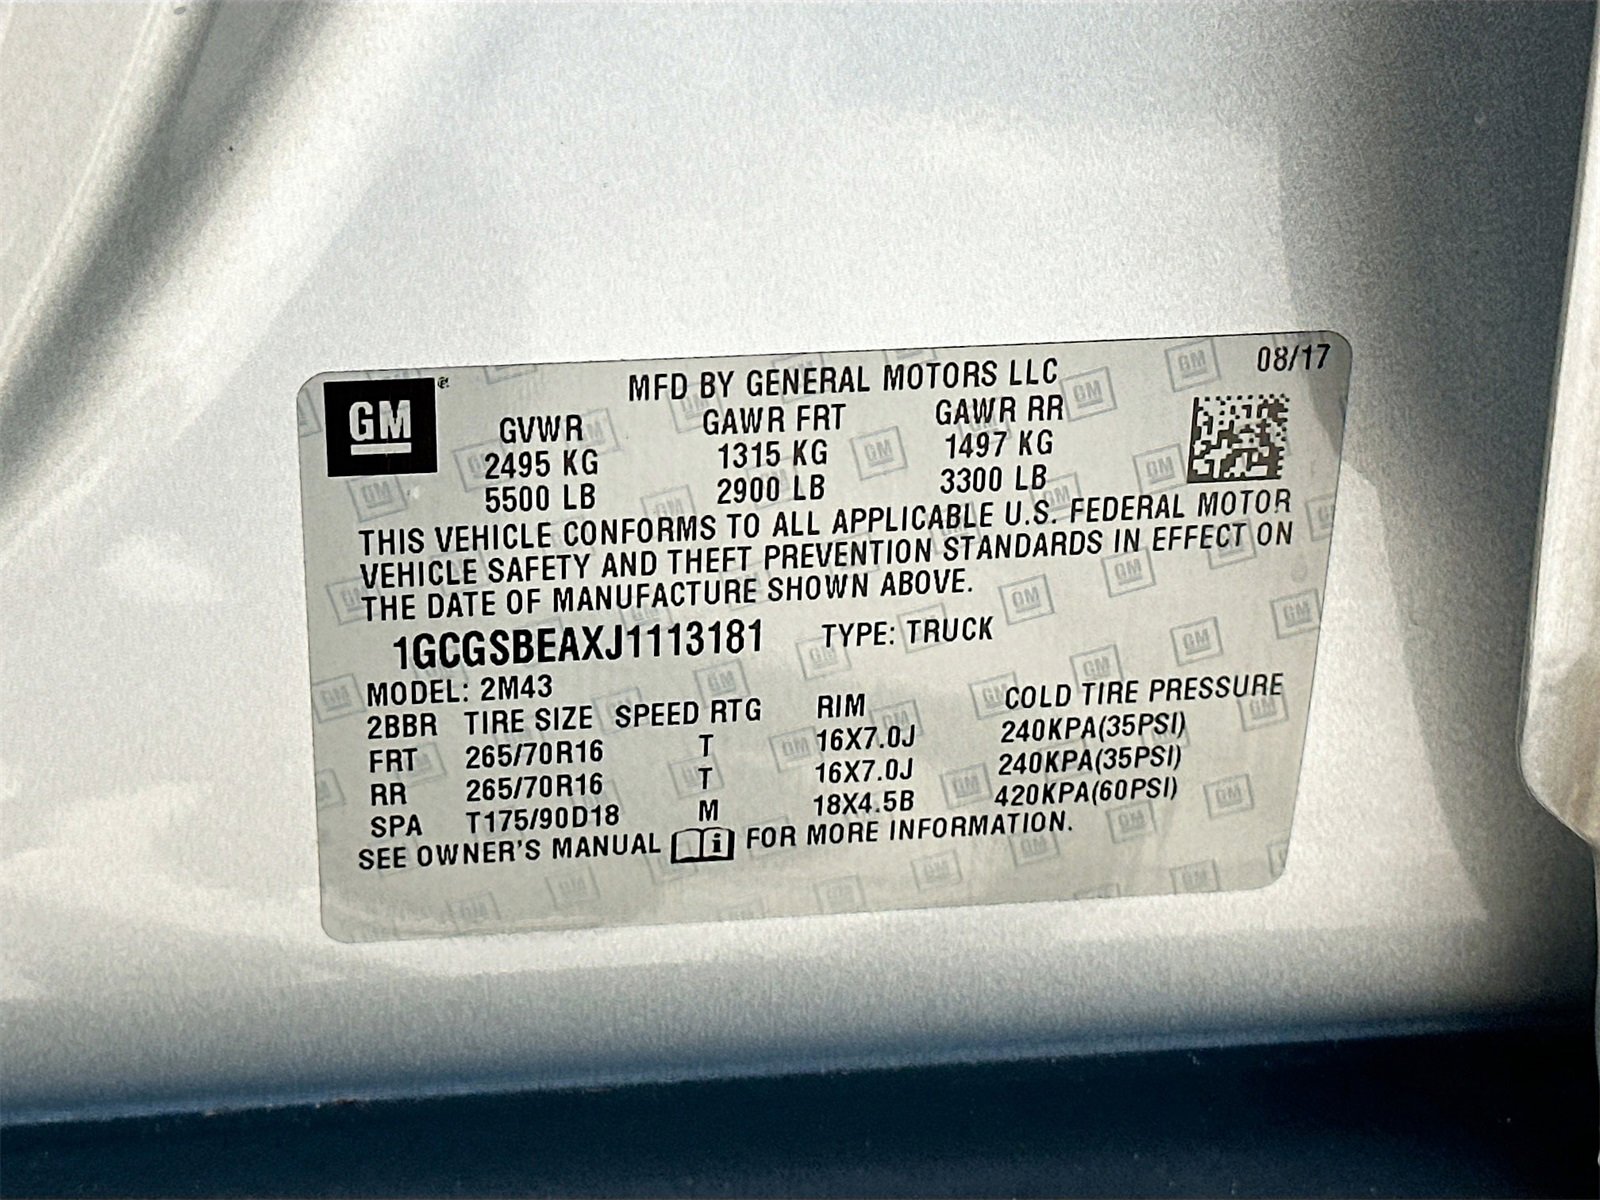 GM
MFD BY GENERAL MOTORS LLC 08/17
GVWR GAWR FRT GAWR RR
2495 KG 1315 KG 1497 KG
5500 LB 2900 LB 3300 LB
THIS VEHICLE CONFORMS TO ALL APPLICABLE U.S. FEDERAL MOTOR
VEHICLE SAFETY AND THEFT PREVENTION STANDARDS IN EFFECT ON
THE DATE OF MANUFACTURE SHOWN ABOVE.
1GCGSBEAXJ1113181 TYPE: TRUCK
MODEL: 2M43
2BBR TIRE SIZE SPEED RTG RIM COLD TIRE PRESSURE
FRT 265/70R16 T 16X7.0J 240KPA(35PSI)
RR 265/70R16 T 16X7.0J 240KPA(35PSI)
SPA T175/90D18 M 18X4.5B 420KPA(60PSI)
SEE OWNER'S MANUAL i FOR MORE INFORMATION.